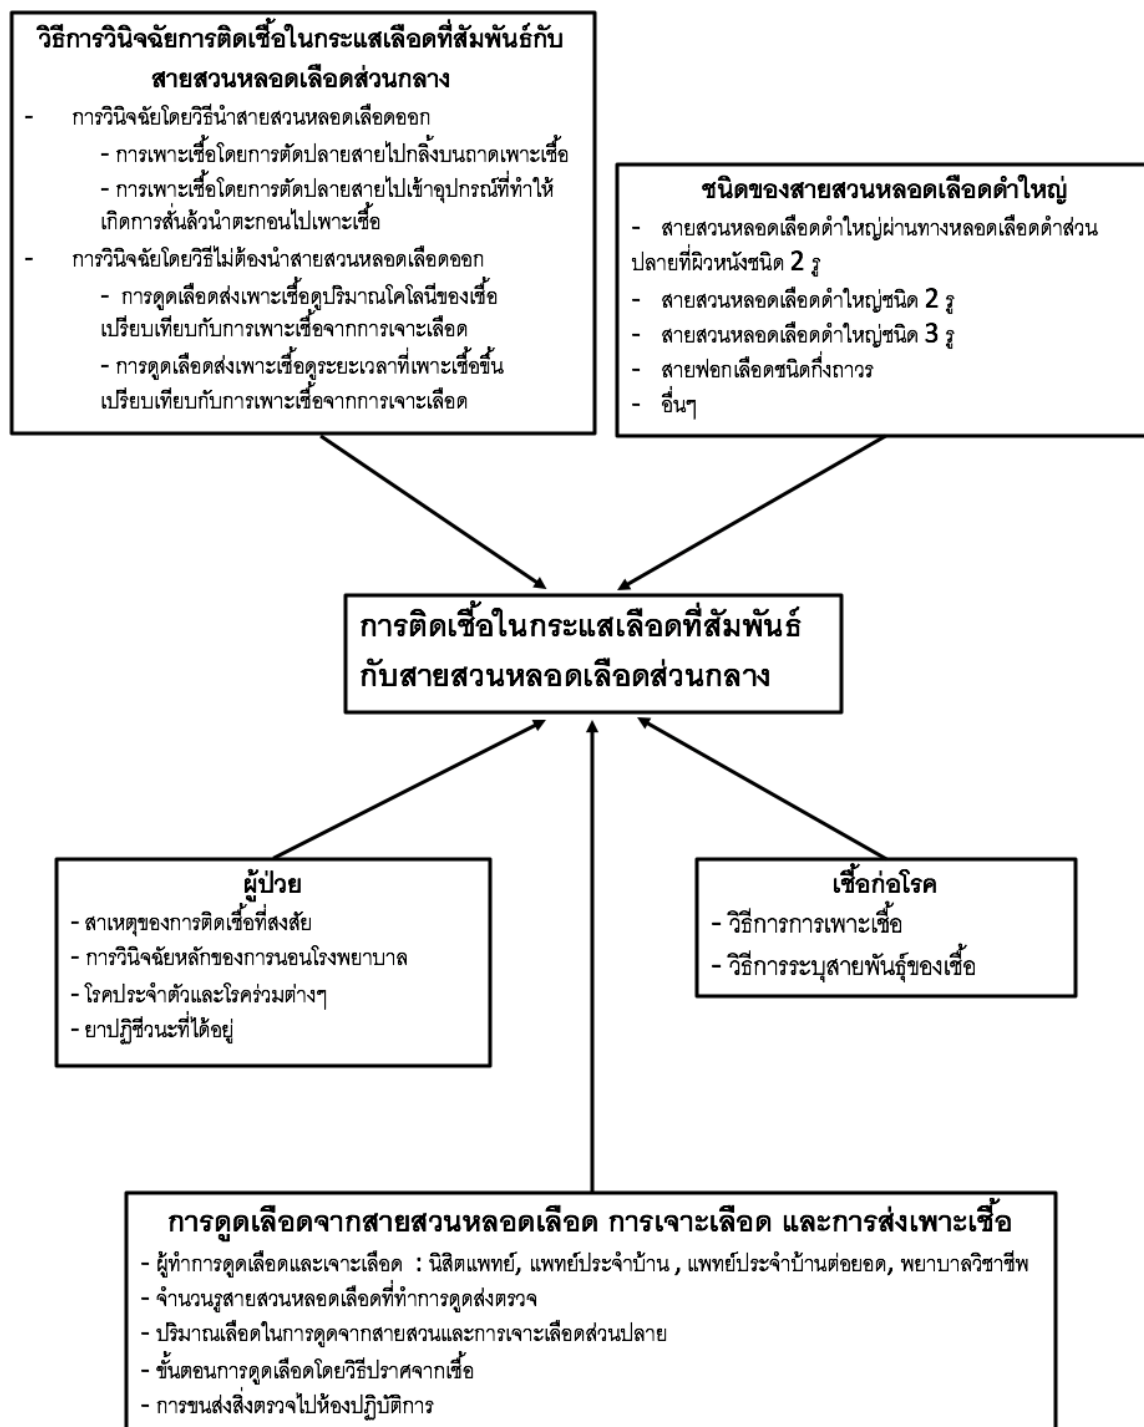 วิธีการวินิจฉัยการติดเชื้อในกระแสเลือดที่สัมพันธ์กับ
สายสวนหลอดเลือดส่วนกลาง
- การวินิจฉัยโดยวิธีนำสายสวนหลอดเลือดออก
- การเพาะเชื้อโดยการตัดปลายสายไปกลิ้งบนถาดเพาะเชื้อ
- การเพาะเชื้อโดยการตัดปลายสายไปเข้าอุปกรณ์ที่ทำให้
เกิดการสั่นล้วนำตะกอนไปเพาะเชื้อ
- การวินิจฉัยโดยวิธีไม่ต้องนำสายสวนหลอดเลือดออก
- การดูดเลือดส่งเพาะเชื้อดูปริมาณโคโลนีของเชื้อ
เปรียบเทียบกับการเพาะเชื้อจากการเจาะเลือด
- การดูดเลือดส่งเพาะเชื้อดูระยะเวลาที่เพาะเชื้อขึ้น
เปรียบเทียบกับการเพาะเชื้อจากการเจาะเลือด
ชนิดของสายสวนหลอดเลือดดำใหญ่
- สายสวนหลอดเลือดดำใหญ่ผ่านทางหลอดเลือดดำส่วน
ปลายที่ผิวหนังชนิด 2 รู
- สายสวนหลอดเลือดดำใหญ่ชนิด 2 รู
- สายสวนหลอดเลือดดำใหญ่ชนิด 3 รู
- สายฟอกเลือดชนิดกึ่งถาวร
- อื่นๆ
การติดเชื้อในกระแสเลือดที่สัมพันธ์
กับสายสวนหลอดเลือดส่วนกลาง
ผู้ป่วย
- สาเหตุของการติดเชื้อที่สงสัย
- การวินิจฉัยหลักของการนอนโรงพยาบาล
- โรคประจำตัวและโรคร่วมต่างๆ
- ยาปฏิชีวนะที่ได้อยู่
เชื้อก่อโรค
- วิธีการการเพาะเชื้อ
- วิธีการระบุสายพันธุ์ของเชื้อ
การดูดเลือดจากสายสวนหลอดเลือด การเจาะเลือด และการส่งเพาะเชื้อ
- ผู้ทำการดูดเลือดและเจาะเลือด : นิสิตแพทย์, แพทย์ประจำบ้าน , แพทย์ประจำบ้านต่อยอด, พยาบาลวิชาชีพ
- จำนวนรูสายสวนหลอดเลือดที่ทำการดูดส่งตรวจ
- ปริมาณเลือดในการดูดจากสายสวนและการเจาะเลือดส่วนปลาย
- ขั้นตอนการดูดเลือดโดยวิธีปราศจากเชื้อ
- การขนส่งสิ่งตรวจไปห้องปฏิบัติการ